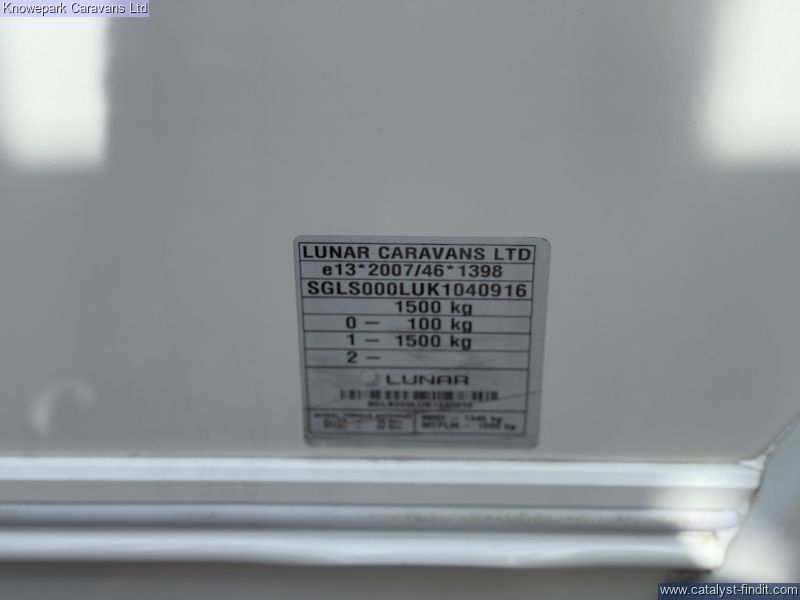 Knowepark Caravans Ltd
LUNAR CARAVANS LTD
e13*2007/46*1398
SGLS000LUK1040916
1500 kg
0 - 100 kg
1 - 1500 kg
2 -
LUNAR
SGLS000LUK1040916
www.catalyst-findit.com